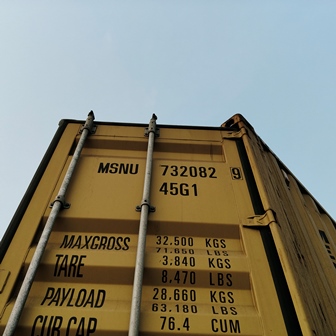 MSNU 732082 9
45G1
MAXGROSS 32.500 KGS
71.650 LBS
TARE 3.840 KGS
8.470 LBS
PAYLOAD 28.660 KGS
63.180 LBS
CUB CAP 76.4 CUM